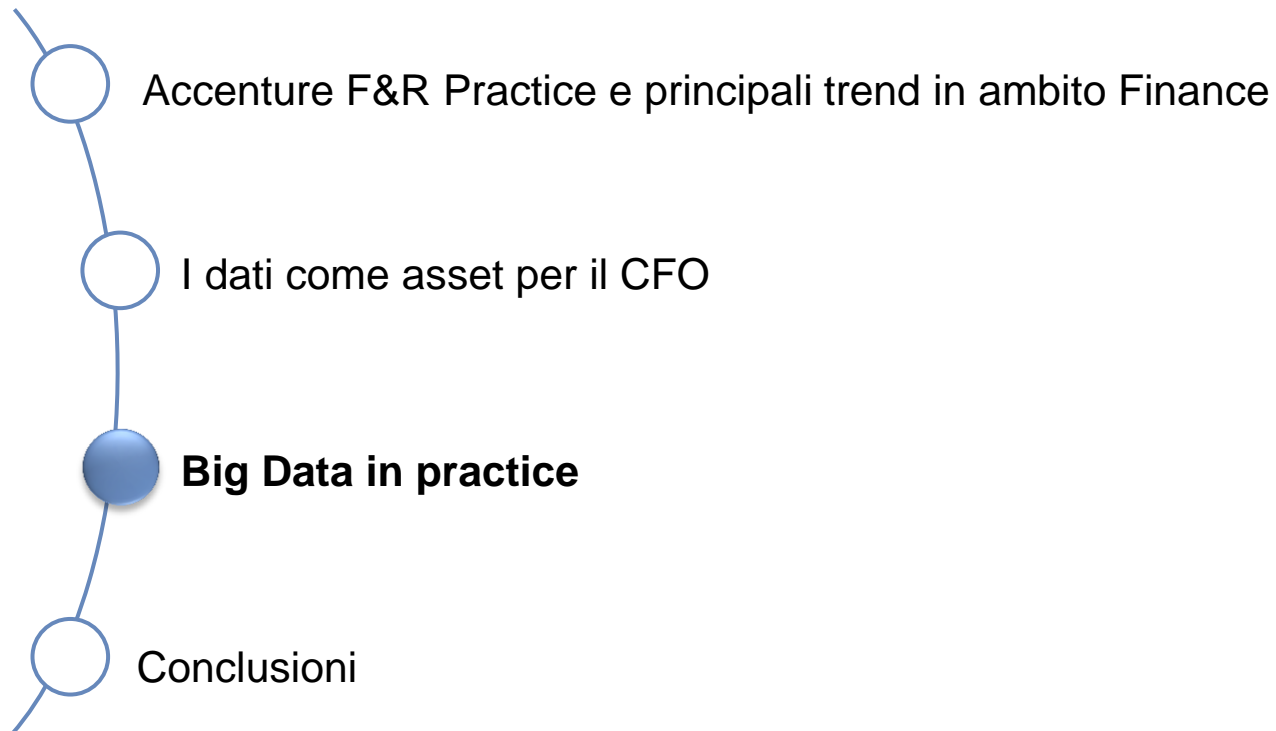 Accenture F&R Practice e principali trend in ambito Finance
I dati come asset per il CFO
Big Data in practice
Conclusioni